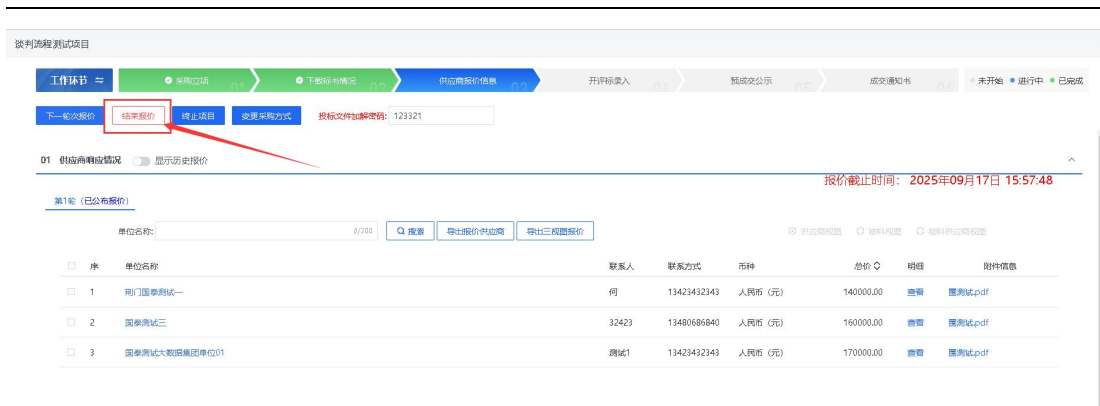 谈判流程测试项目
工作环节
采购立项 01
下载标书情况 02
供应商报价信息 03
开评标录入 04
预成交公示 05
成交通知书 06
未开始 进行中 已完成
下一轮次报价 结束报价 终止项目 变更采购方式 投标文件加解密码: 123321
01 供应商响应情况 显示历史报价
报价截止时间： 2025年09月17日 15:57:48
第1轮（已公布报价）
单位名称: 0/200 搜索 导出报价供应商 导出三视图报价 供应商视图 物料视图 物料供应商视图
序 单位名称 联系人 联系方式 币种 总价 明细 附件信息
1 荆门国泰测试一 何 13423432343 人民币（元） 140000.00 查看 测试.pdf
2 国泰测试三 32423 13480686840 人民币（元） 160000.00 查看 测试.pdf
3 国泰测试大数据集团单位01 测试1 13423432343 人民币（元） 170000.00 查看 测试.pdf